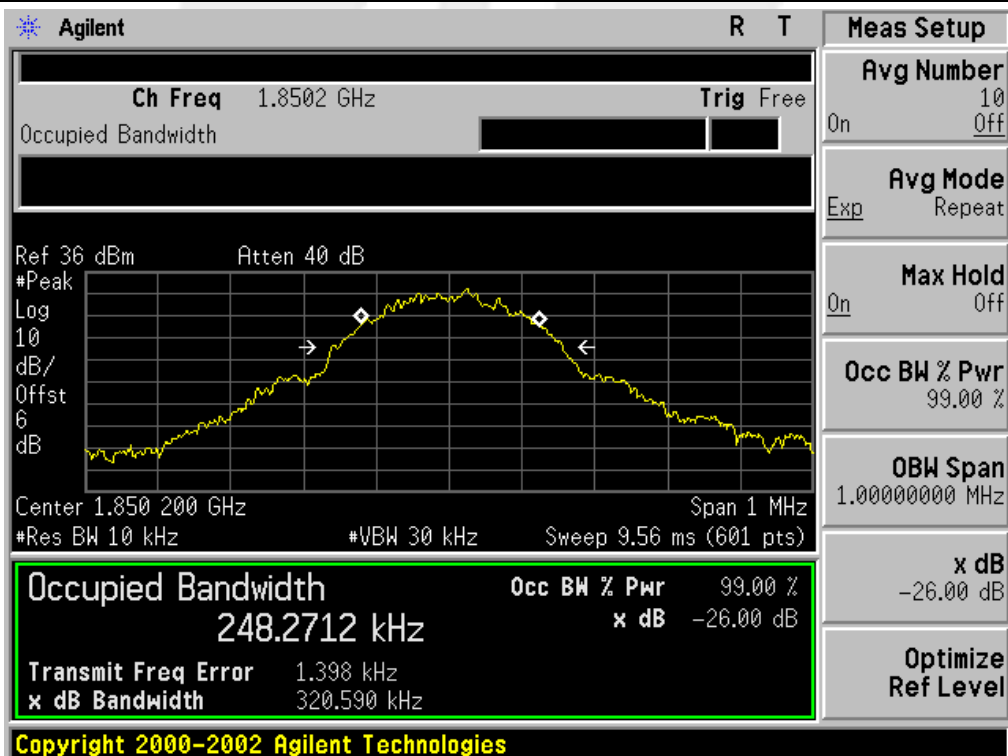 Agilent R T
Ch Freq 1.8502 GHz Trig Free
Occupied Bandwidth
Ref 36 dBm Atten 40 dB
#Peak
Log
10
dB/
Offst
6
dB
Center 1.850 200 GHz Span 1 MHz
#Res BW 10 kHz #VBW 30 kHz Sweep 9.56 ms (601 pts)
Occupied Bandwidth
248.2712 kHz
Occ BW % Pwr 99.00 %
x dB -26.00 dB
Transmit Freq Error 1.398 kHz
x dB Bandwidth 320.590 kHz
Copyright 2000-2002 Agilent Technologies
Meas Setup
Avg Number
10
On Off
Avg Mode
Exp Repeat
Max Hold
On Off
Occ BW % Pwr
99.00 %
OBW Span
1.00000000 MHz
x dB
-26.00 dB
Optimize
Ref Level